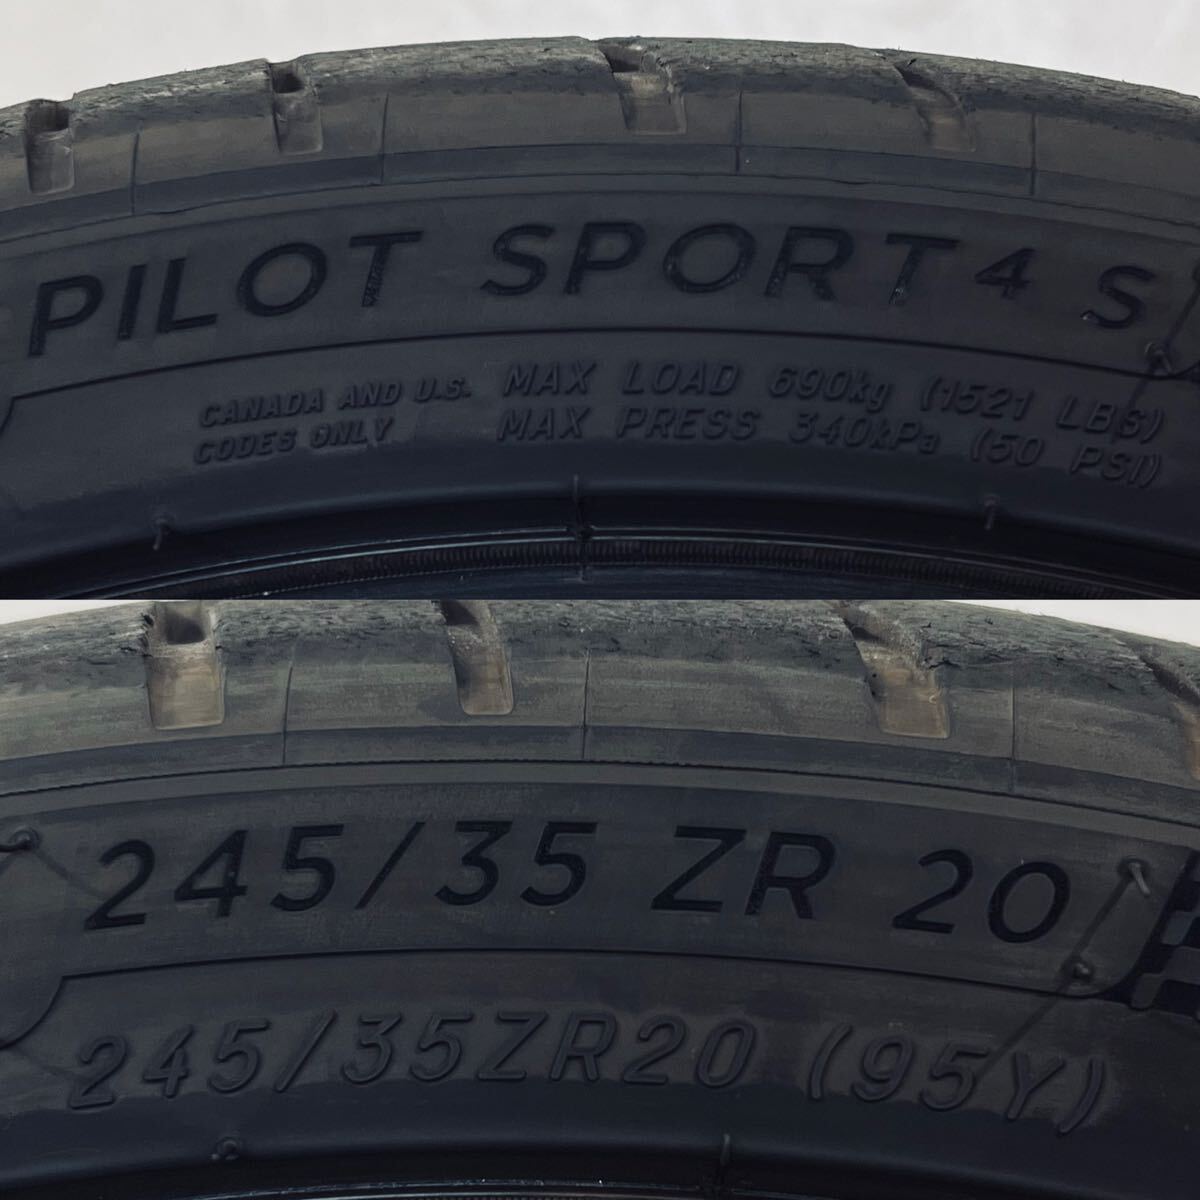 PILOT SPORT 4 S
CANADA AND U.S. MAX LOAD 690kg (1521 LBS)
CODES ONLY MAX PRESS 340kPa (50 PSI)
245/35 ZR 20
245/35ZR20 (95Y)